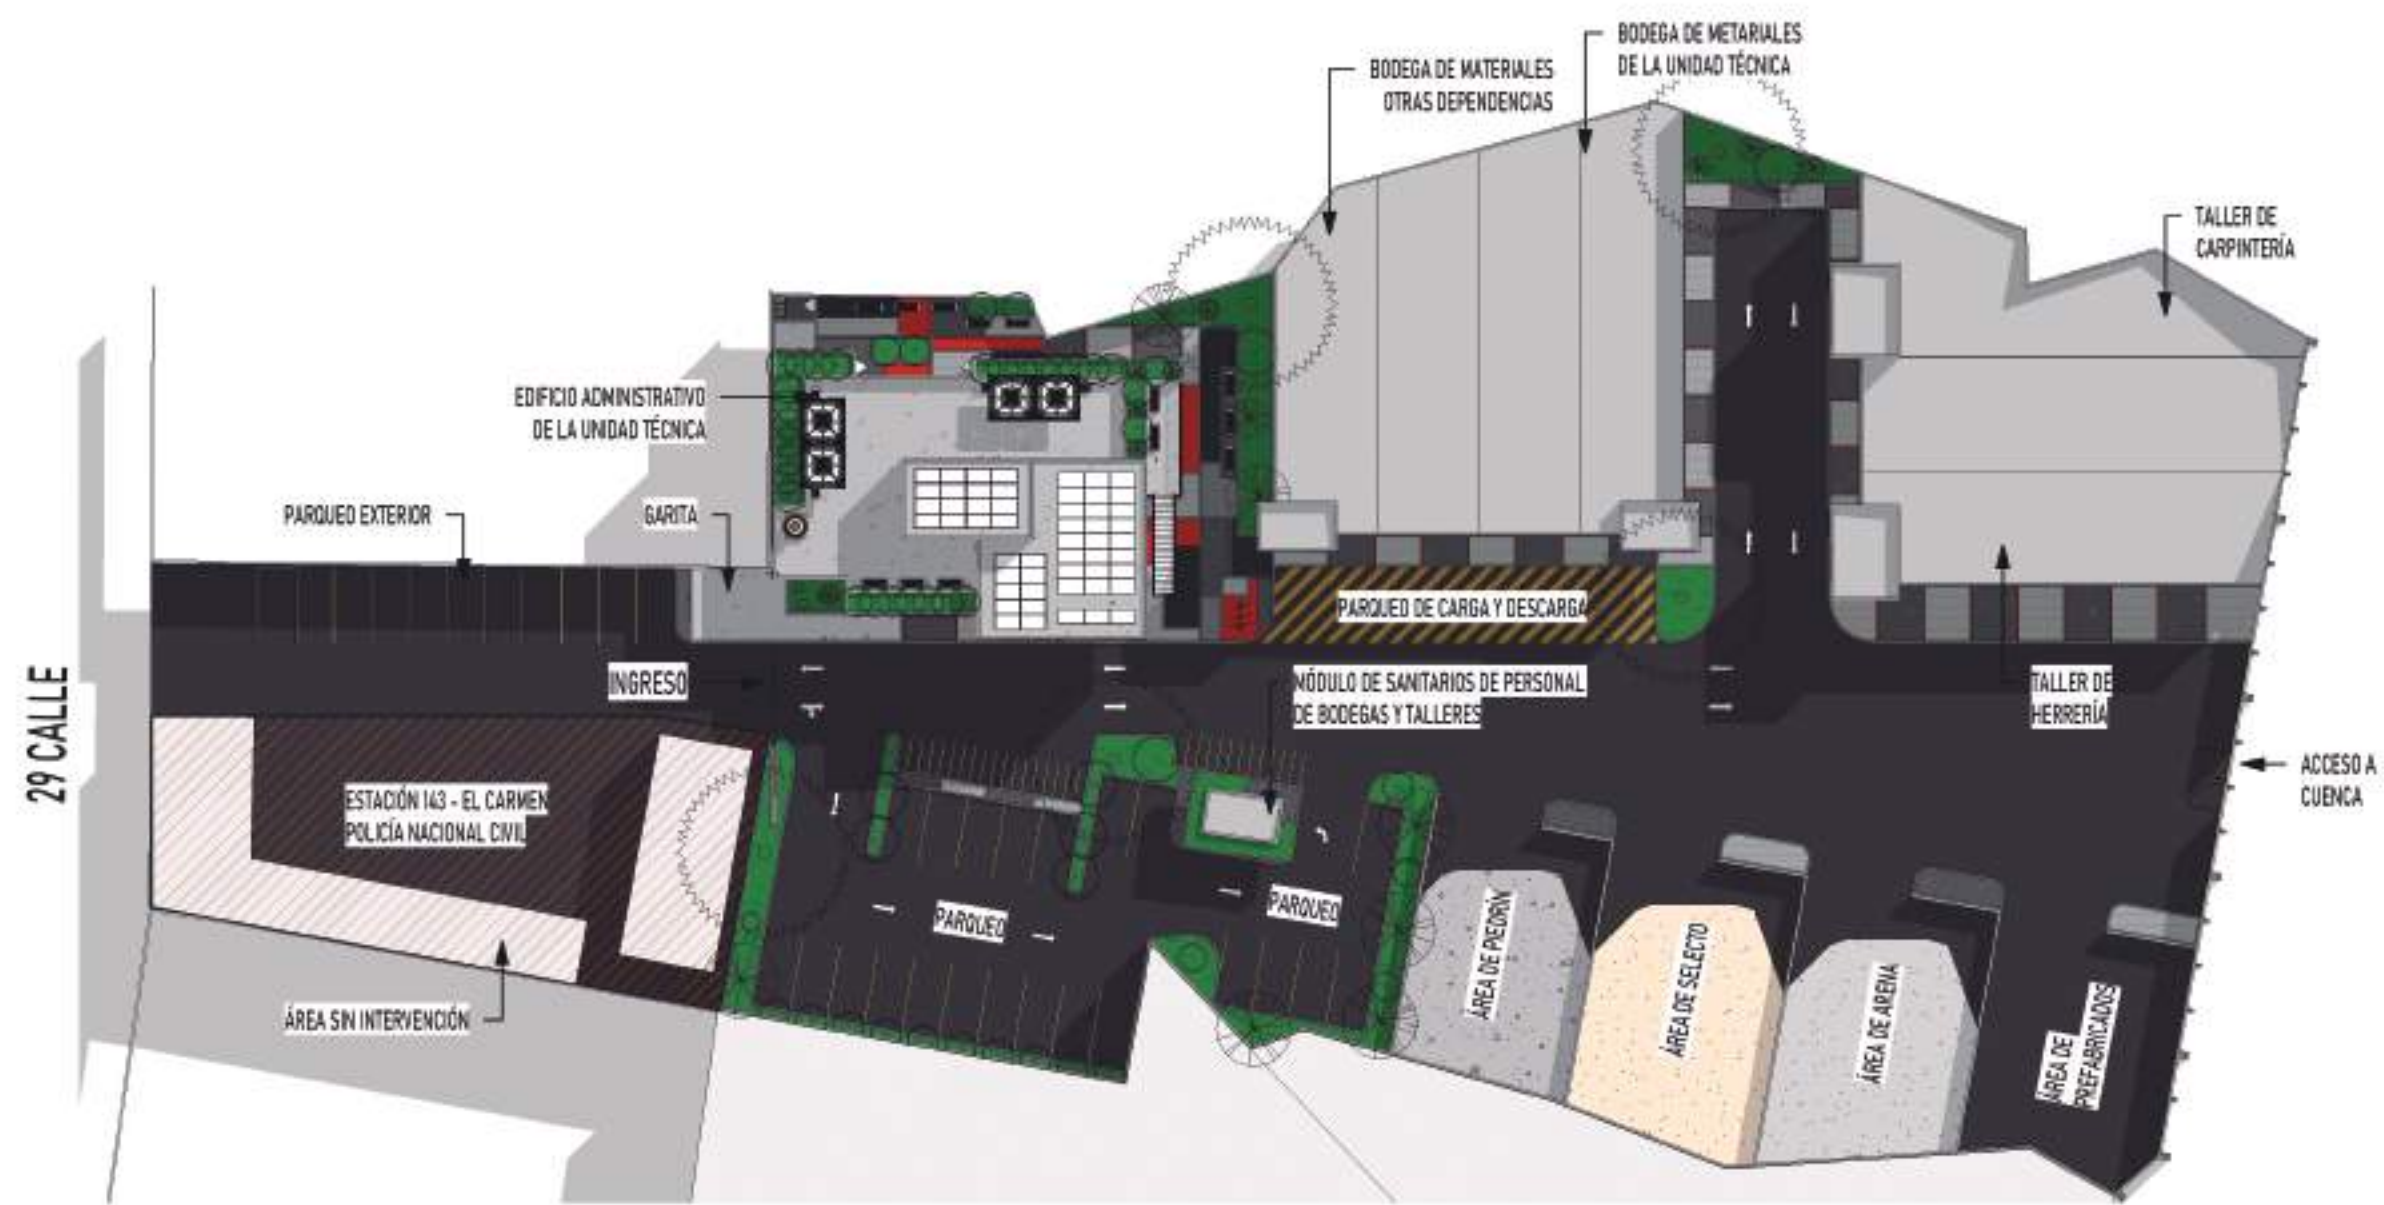 BODEGA DE METARIALES
DE LA UNIDAD TÉCNICA
BODEGA DE MATERIALES
OTRAS DEPENDENCIAS
TALLER DE
CARPINTERÍA
EDIFICIO ADMINISTRATIVO
DE LA UNIDAD TÉCNICA
PARQUEO EXTERIOR
GARITA
PARQUEO DE CARGA Y DESCARGA
INGRESO
MÓDULO DE SANITARIOS DE PERSONAL
DE BODEGAS Y TALLERES
TALLER DE
HERRERÍA
29 CALLE
ACCESO A
CUENCA
ESTACIÓN 143 - EL CARMEN
POLICÍA NACIONAL CIVIL
PARQUEO
PARQUEO
ÁREA DE PIEDRÍN
ÁREA DE SELECTO
ÁREA DE ARENA
ÁREA DE
PREFABRICADOS
ÁREA SIN INTERVENCIÓN